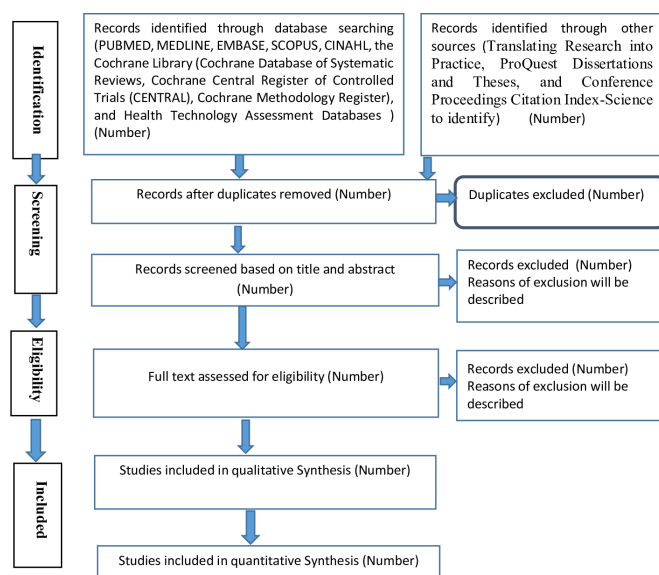 Identification
Records identified through database searching
(PUBMED, MEDLINE, EMBASE, SCOPUS, CINAHL, the
Cochrane Library (Cochrane Database of Systematic
Reviews, Cochrane Central Register of Controlled
Trials (CENTRAL), Cochrane Methodology Register),
and Health Technology Assessment Databases )
(Number)
Records identified through other
sources (Translating Research into
Practice, ProQuest Dissertations
and Theses, and Conference
Proceedings Citation Index-Science
to identify) (Number)
Screening
Records after duplicates removed (Number)
Duplicates excluded (Number)
Records screened based on title and abstract
(Number)
Records excluded (Number)
Reasons of exclusion will be
described
Eligibility
Full text assessed for eligibility (Number)
Records excluded (Number)
Reasons of exclusion will be
described
Included
Studies included in qualitative Synthesis (Number)
Studies included in quantitative Synthesis (Number)